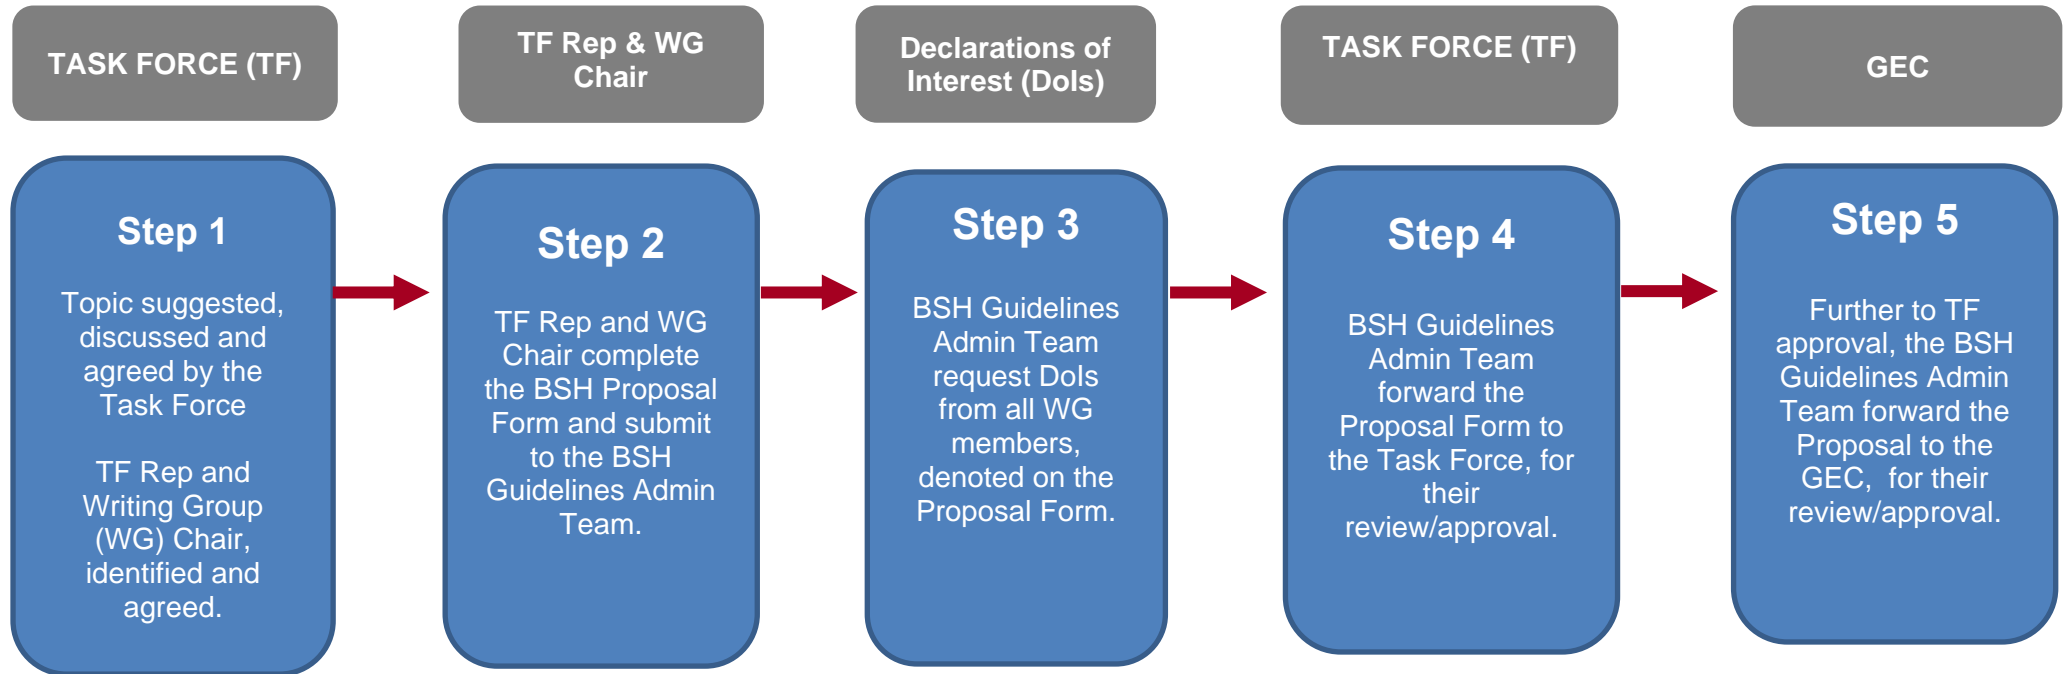 TASK FORCE (TF)
TF Rep & WG
Chair
Declarations of
Interest (DoIs)
TASK FORCE (TF)
GEC
Step 1
Topic suggested,
discussed and
agreed by the
Task Force
TF Rep and
Writing Group
(WG) Chair,
identified and
agreed.
Step 2
TF Rep and WG
Chair complete
the BSH Proposal
Form and submit
to the BSH
Guidelines Admin
Team.
Step 3
BSH Guidelines
Admin Team
request DoIs
from all WG
members,
denoted on the
Proposal Form.
Step 4
BSH Guidelines
Admin Team
forward the
Proposal Form to
the Task Force, for
their
review/approval.
Step 5
Further to TF
approval, the BSH
Guidelines Admin
Team forward the
Proposal to the
GEC,  for their
review/approval.